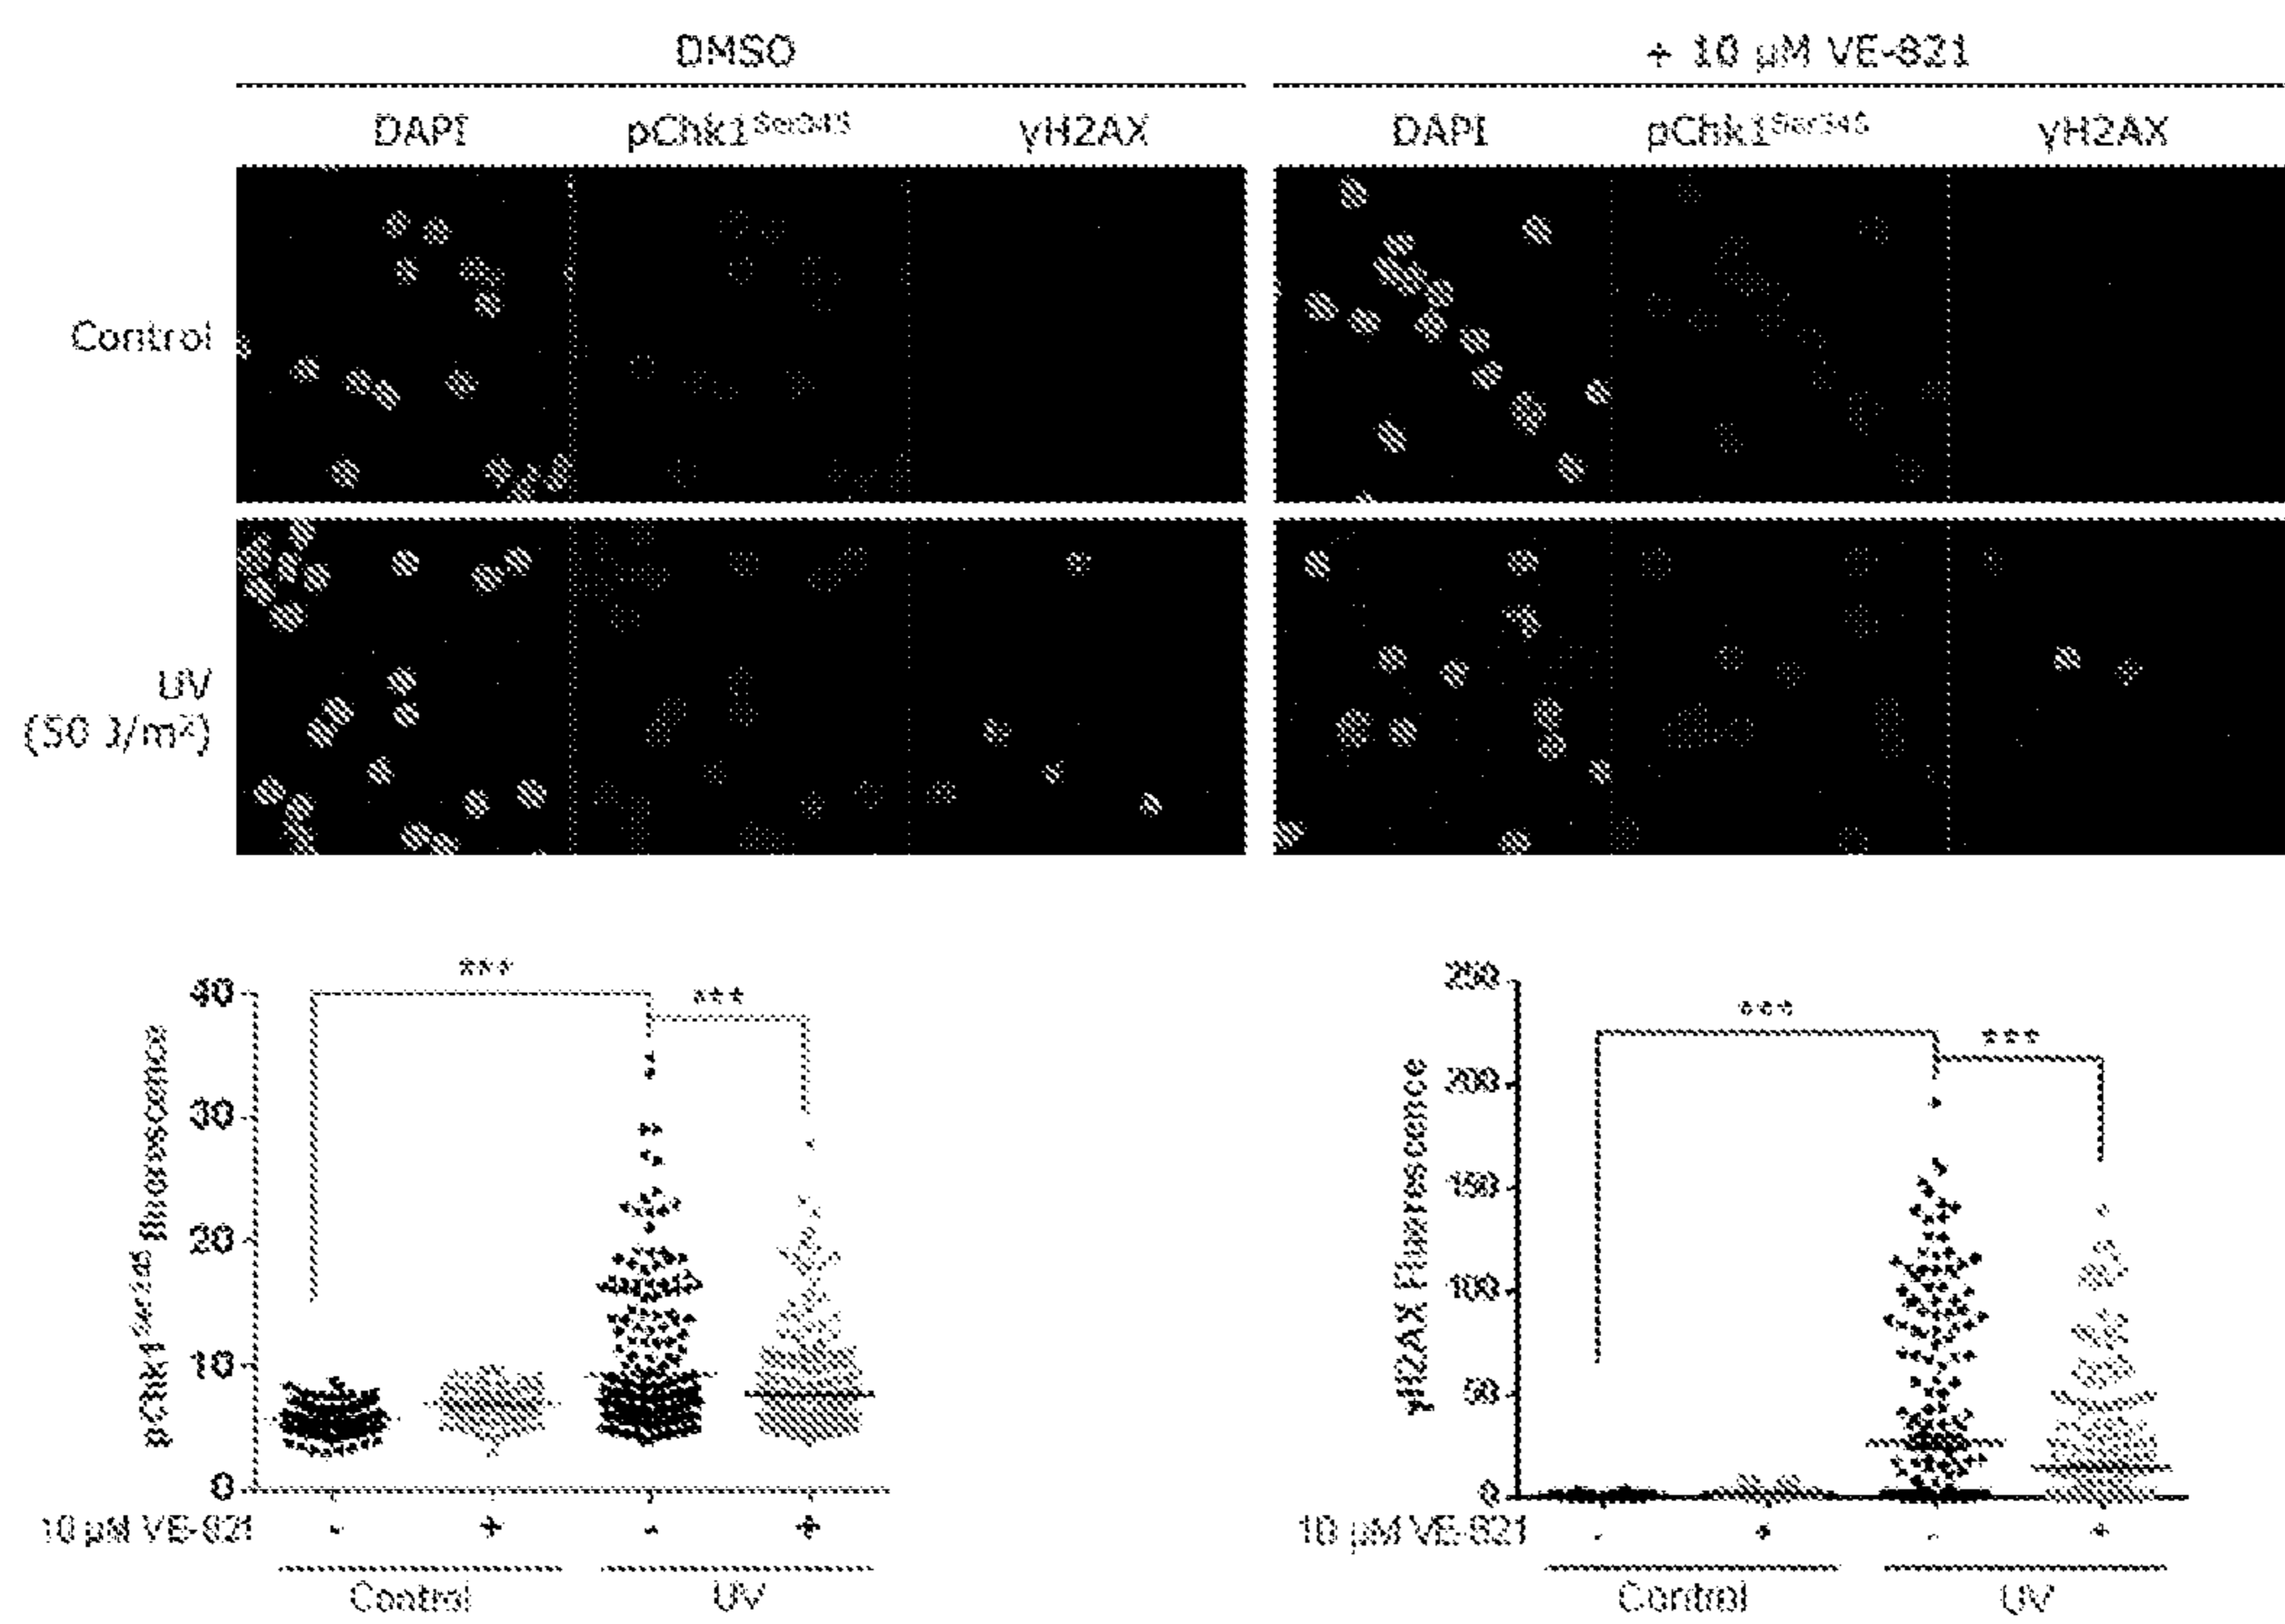 DMSO
+ 10 µM VE-821
DAPI pChk1Ser345 γH2AX
DAPI pChk1Ser345 γH2AX
Control
UV
(50 J/m²)
***
***
40
30
20
10
0
pChk1Ser345 fluorescence
10 µM VE-821 - + - +
Control UV
***
***
250
200
150
100
50
0
γH2AX Fluorescence
10 µM VE-821 - + - +
Control UV